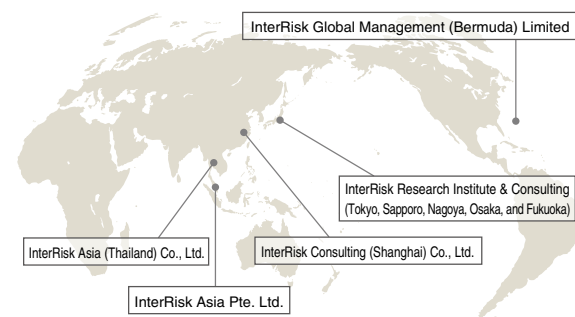 InterRisk Global Management (Bermuda) Limited
InterRisk Research Institute & Consulting
(Tokyo, Sapporo, Nagoya, Osaka, and Fukuoka)
InterRisk Asia (Thailand) Co., Ltd.
InterRisk Consulting (Shanghai) Co., Ltd.
InterRisk Asia Pte. Ltd.